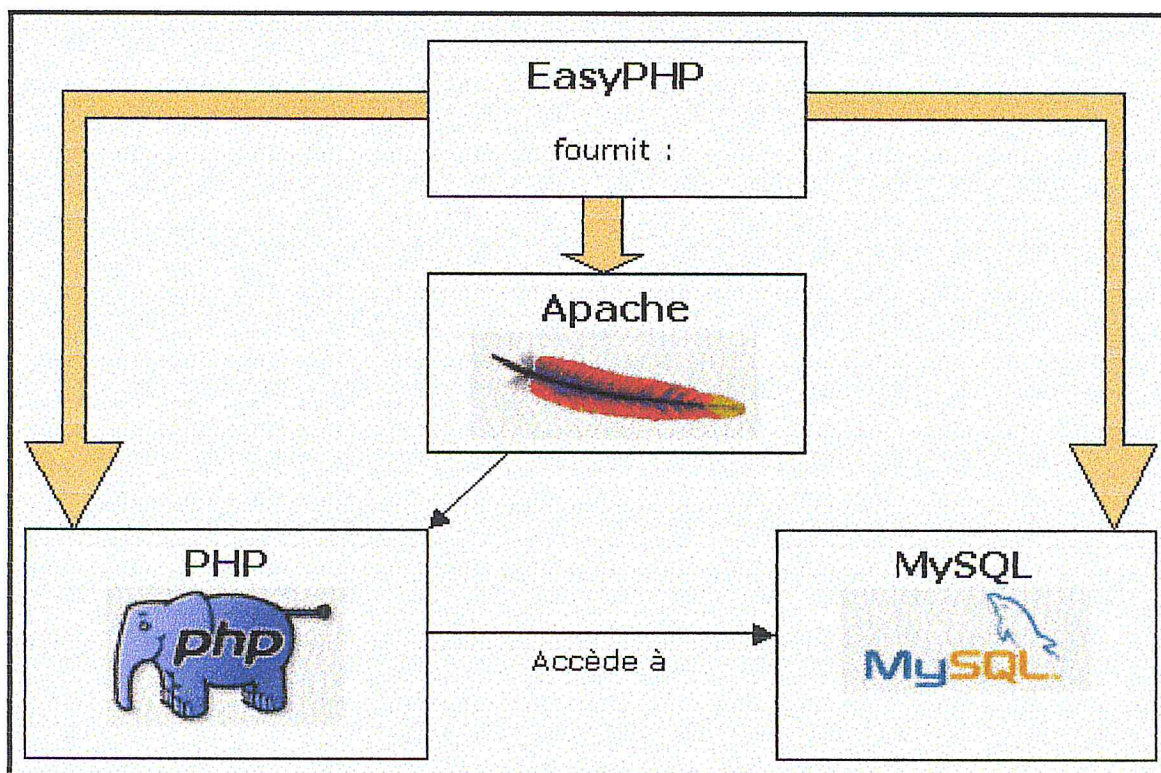 EasyPHP
fournit :
Apache
PHP
php
Accède à
MySQL
MySQL